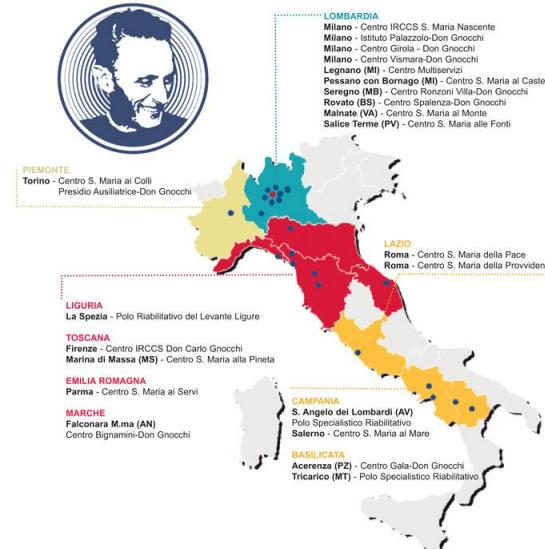 LOMBARDIA
Milano - Centro IRCCS S. Maria Nascente
Milano - Istituto Palazzolo-Don Gnocchi
Milano - Centro Girola - Don Gnocchi
Milano - Centro Vismara-Don Gnocchi
Legnano (MI) - Centro Multiservizi
Pessano con Bornago (MI) - Centro S. Maria al Caste
Seregno (MB) - Centro Ronzoni Villa-Don Gnocchi
Rovato (BS) - Centro Spalenza-Don Gnocchi
Malnate (VA) - Centro S. Maria al Monte
Salice Terme (PV) - Centro S. Maria alle Fonti
PIEMONTE
Torino - Centro S. Maria ai Colli
Presidio Ausiliatrice-Don Gnocchi
LAZIO
Roma - Centro S. Maria della Pace
Roma - Centro S. Maria della Provviden
LIGURIA
La Spezia - Polo Riabilitativo del Levante Ligure
TOSCANA
Firenze - Centro IRCCS Don Carlo Gnocchi
Marina di Massa (MS) - Centro S. Maria alla Pineta
EMILIA ROMAGNA
Parma - Centro S. Maria ai Servi
MARCHE
Falconara M.ma (AN)
Centro Bignamini-Don Gnocchi
CAMPANIA
S. Angelo dei Lombardi (AV)
Polo Specialistico Riabilitativo
Salerno - Centro S. Maria al Mare
BASILICATA
Acerenza (PZ) - Centro Gala-Don Gnocchi
Tricarico (MT) - Polo Specialistico Riabilitativo